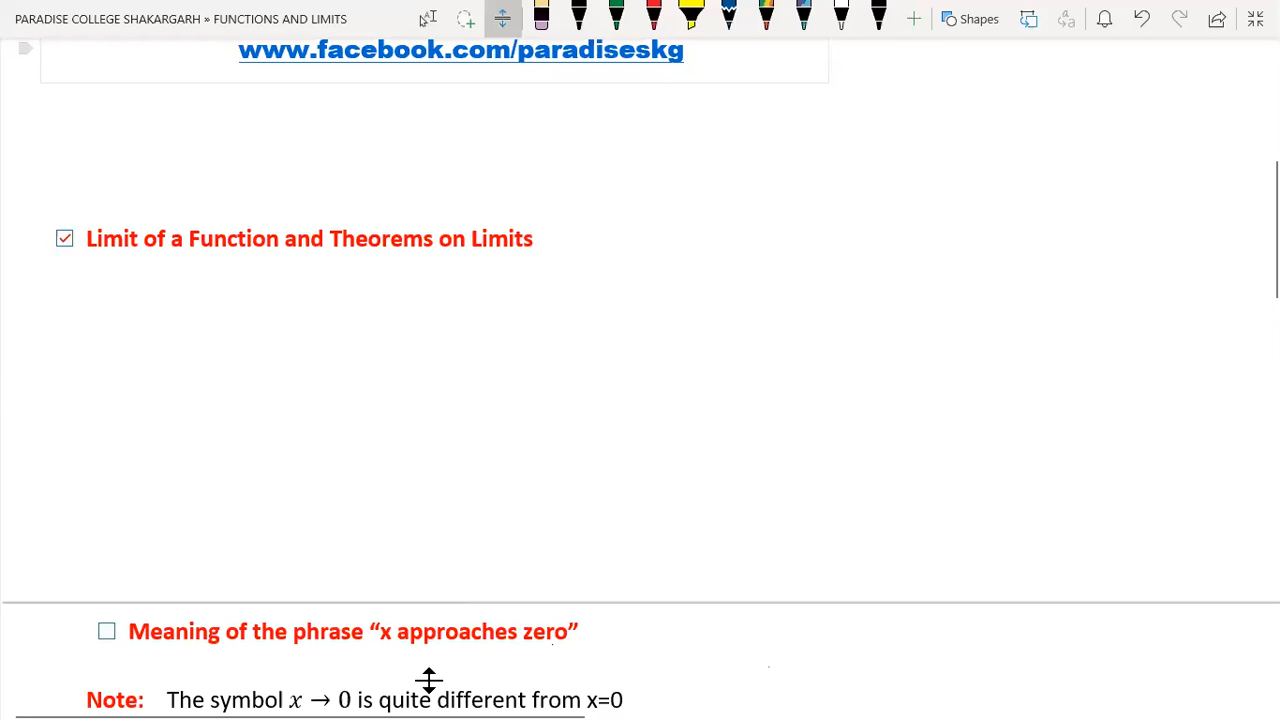 PARADISE COLLEGE SHAKARGARH » FUNCTIONS AND LIMITS
Shapes
www.facebook.com/paradiseskg
Limit of a Function and Theorems on Limits
Meaning of the phrase “x approaches zero”
Note: The symbol 𝑥 → 0 is quite different from x=0